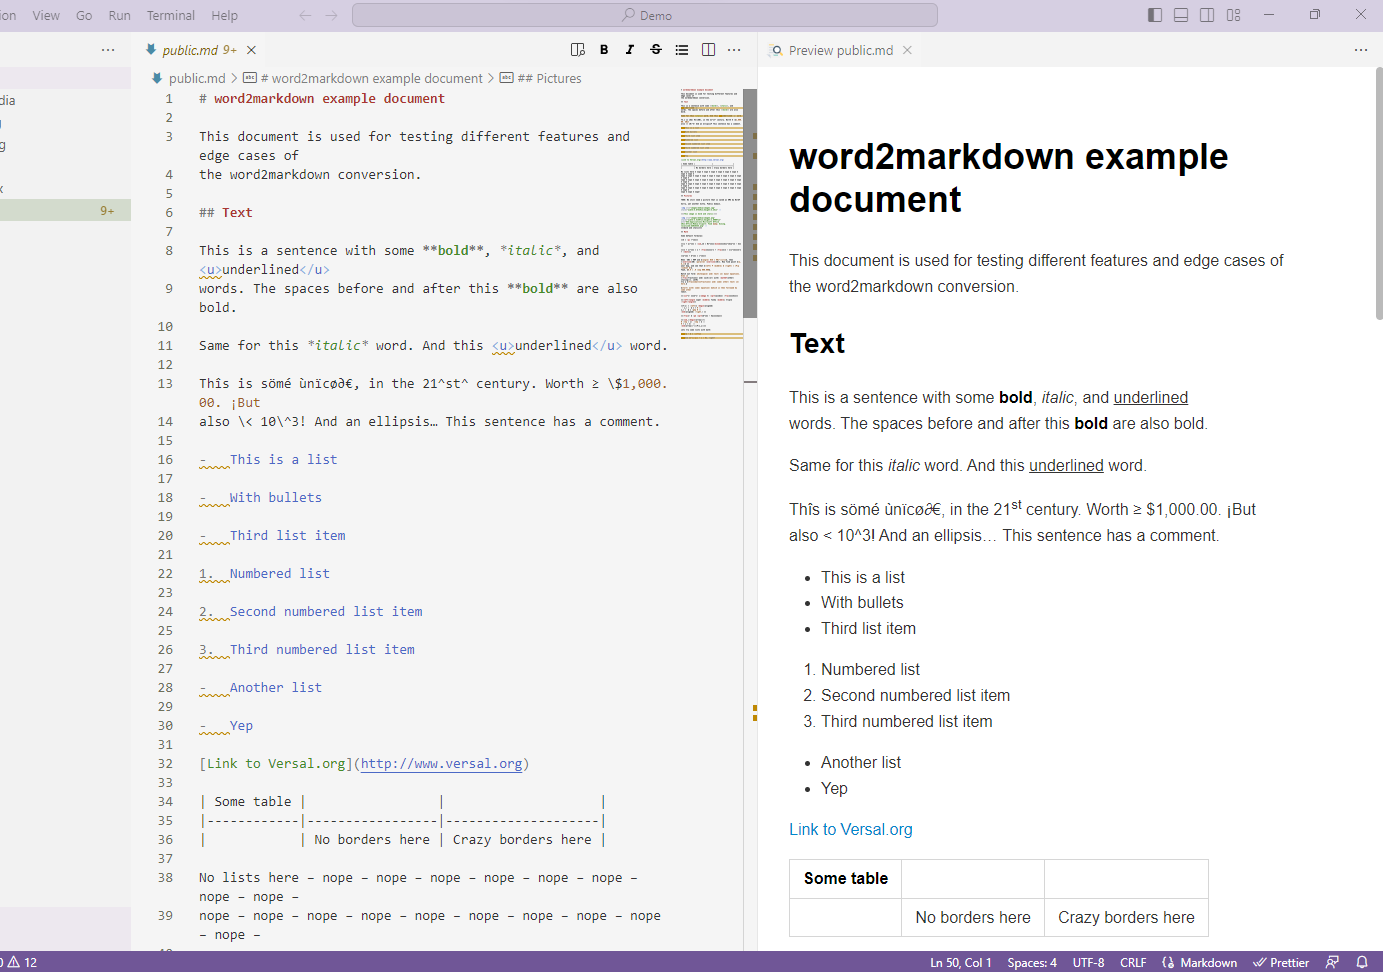 ion View Go Run Terminal Help
Demo
public.md 9+
Preview public.md
public.md > # word2markdown example document > ## Pictures
dia
g
x
9+
1 # word2markdown example document
2
3 This document is used for testing different features and
edge cases of
4 the word2markdown conversion.
5
6 ## Text
7
8 This is a sentence with some **bold**, *italic*, and
<u>underlined</u>
9 words. The spaces before and after this **bold** are also
bold.
10
11 Same for this *italic* word. And this <u>underlined</u> word.
12
13 Thîs is sömé ùnïcø∂€, in the 21^st^ century. Worth ≥ \$1,000.
00. ¡But
14 also \< 10\^3! And an ellipsis… This sentence has a comment.
15
16 -   This is a list
17
18 -   With bullets
19
20 -   Third list item
21
22 1.  Numbered list
23
24 2.  Second numbered list item
25
26 3.  Third numbered list item
27
28 -   Another list
29
30 -   Yep
31
32 [Link to Versal.org](http://www.versal.org)
33
34 | Some table |                 |                    |
35 |------------|-----------------|--------------------|
36 |            | No borders here | Crazy borders here |
37
38 No lists here – nope – nope – nope – nope – nope – nope –
nope – nope –
39 nope – nope – nope – nope – nope – nope – nope – nope – nope
– nope –
word2markdown example
document
This document is used for testing different features and edge cases of
the word2markdown conversion.
Text
This is a sentence with some bold, italic, and underlined
words. The spaces before and after this bold are also bold.
Same for this italic word. And this underlined word.
Thîs is sömé ùnïcø∂€, in the 21st century. Worth ≥ $1,000.00. ¡But
also < 10^3! And an ellipsis… This sentence has a comment.
• This is a list
• With bullets
• Third list item
1. Numbered list
2. Second numbered list item
3. Third numbered list item
• Another list
• Yep
Link to Versal.org
Some table
No borders here Crazy borders here
12
Ln 50, Col 1 Spaces: 4 UTF-8 CRLF Markdown Prettier